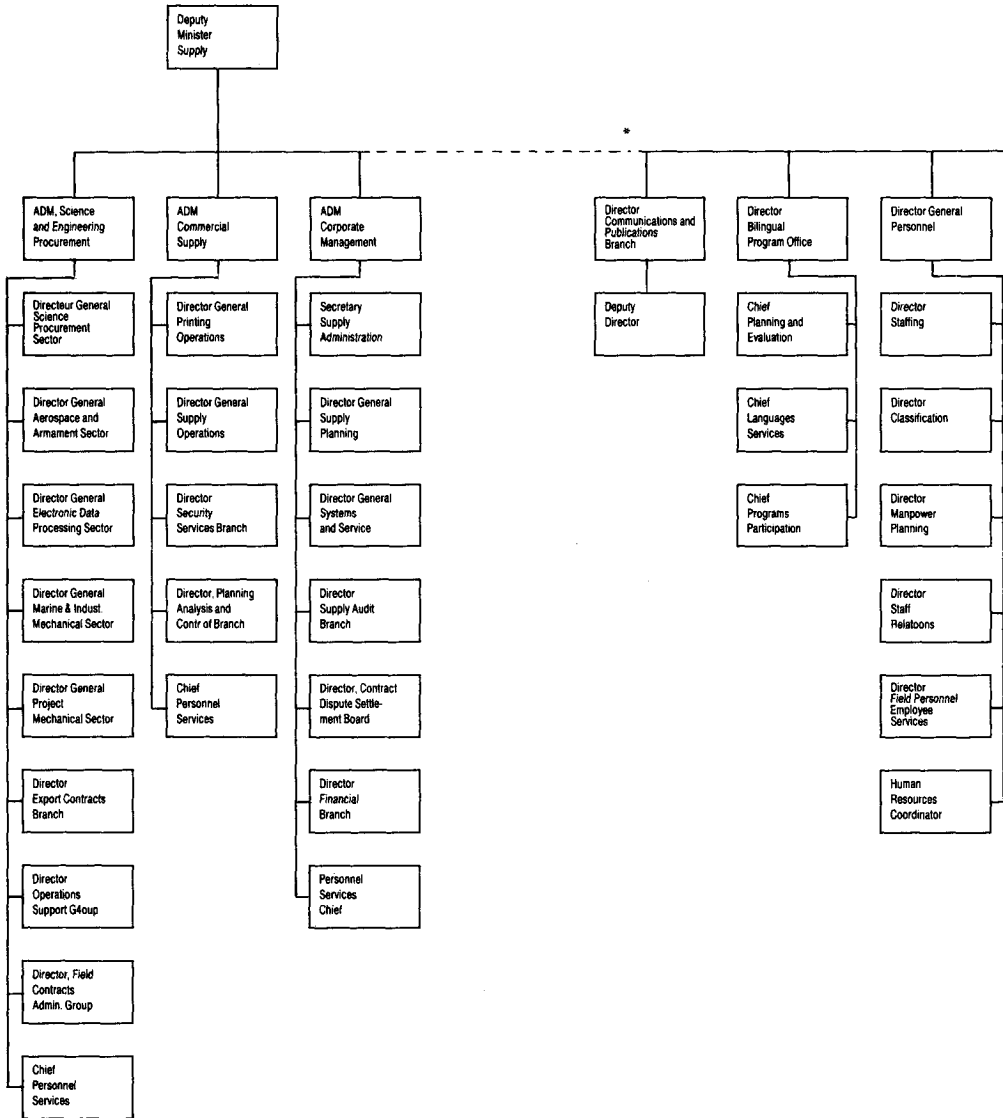 Deputy
Minister
Supply
*
ADM, Science
and Engineering
Procurement
ADM
Commercial
Supply
ADM
Corporate
Management
Director
Communications and
Publications
Branch
Director
Bilingual
Program Office
Director General
Personnel
Directeur General
Science
Procurement
Sector
Director General
Aerospace and
Armament Sector
Director General
Electronic Data
Processing Sector
Director General
Marine & Indust.
Mechanical Sector
Director General
Project
Mechanical Sector
Director
Export Contracts
Branch
Director
Operations
Support G4oup
Director, Field
Contracts
Admin. Group
Chief
Personnel
Services
Director General
Printing
Operations
Director General
Supply
Operations
Director
Security
Services Branch
Director, Planning
Analysis and
Contr of Branch
Chief
Personnel
Services
Secretary
Supply
Administration
Director General
Supply
Planning
Director General
Systems
and Service
Director
Supply Audit
Branch
Director, Contract
Dispute Settle-
ment Board
Director
Financial
Branch
Personnel
Services
Chief
Deputy
Director
Chief
Planning and
Evaluation
Chief
Languages
Services
Chief
Programs
Participation
Director
Staffing
Director
Classification
Director
Manpower
Planning
Director
Staff
Relatoons
Director
Field Personnel
Employee
Services
Human
Resources
Coordinator